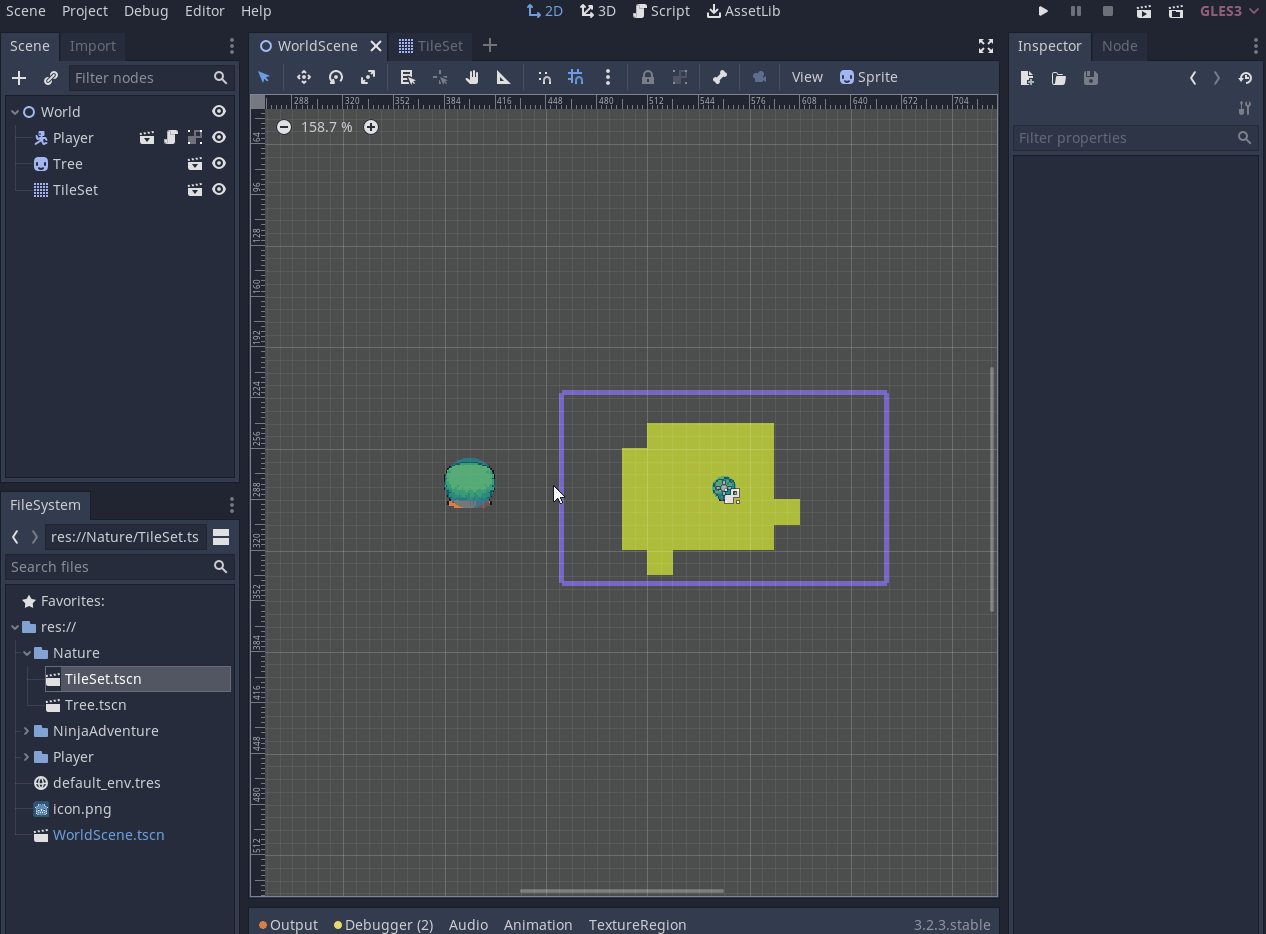 Scene Project Debug Editor Help 2D 3D Script AssetLib GLES3
Scene Import
Filter nodes
World
Player
Tree
TileSet
FileSystem
res://Nature/TileSet.ts
Search files
Favorites:
res://
Nature
TileSet.tscn
Tree.tscn
NinjaAdventure
Player
default_env.tres
icon.png
WorldScene.tscn
WorldScene TileSet
View Sprite
288 320 352 384 416 448 480 512 544 576 608 640 672 704
158.7 %
64
96
128
160
192
224
256
288
320
352
384
416
448
480
512
Output Debugger (2) Audio Animation TextureRegion 3.2.3.stable
Inspector Node
Filter properties